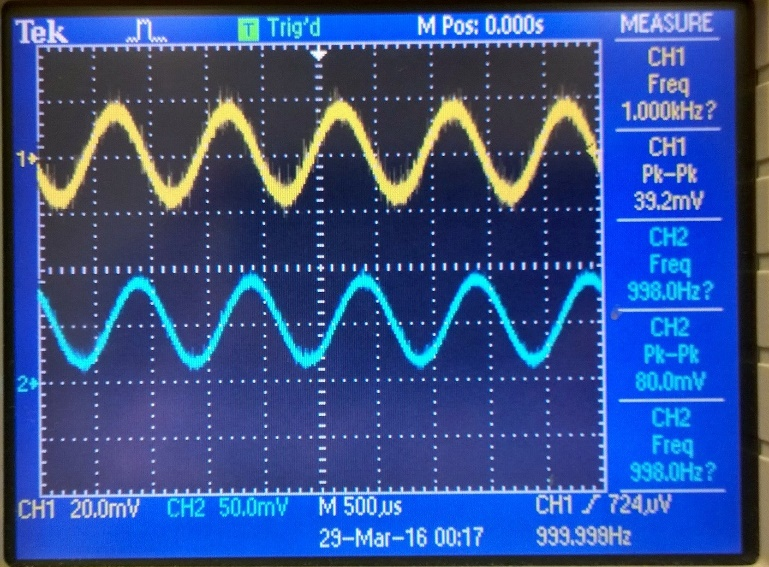 Tek T Trig'd M Pos: 0.000s MEASURE
CH1
Freq
1.000kHz?
CH1
Pk-Pk
39.2mV
CH2
Freq
998.0Hz?
CH2
Pk-Pk
80.0mV
CH2
Freq
998.0Hz?
1
2
CH1 20.0mV CH2 50.0mV M 500µs CH1 724µV
29-Mar-16 00:17 999.998Hz